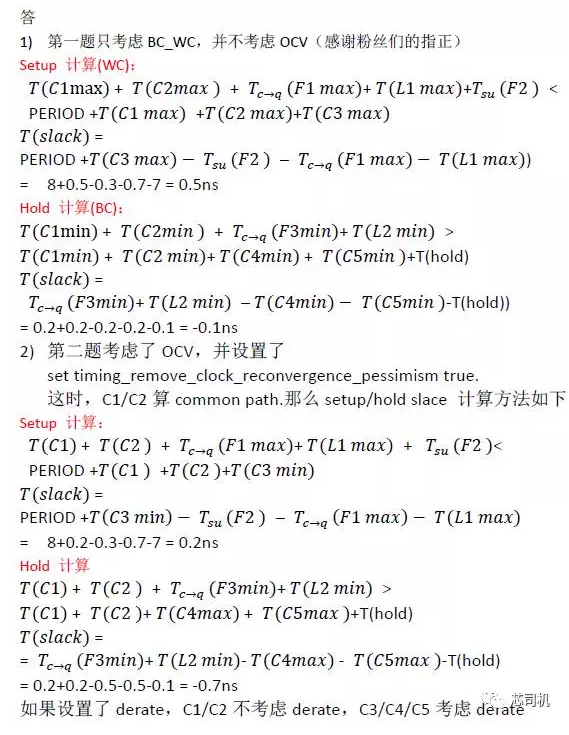 答
1) 第一题只考虑BC_WC，并不考虑OCV（感谢粉丝们的指正）
Setup 计算(WC):
T(C1max) + T(C2max) + T_{c→q}(F1 max)+ T(L1 max)+T_{su}(F2) <
PERIOD +T(C1 max) +T(C2 max)+T(C3 max)
T(slack) =
PERIOD +T(C3 max) − T_{su}(F2) − T_{c→q}(F1 max) − T(L1 max))
= 8+0.5-0.3-0.7-7 = 0.5ns
Hold 计算(BC):
T(C1min) + T(C2min) + T_{c→q}(F3min)+ T(L2 min) >
T(C1min) + T(C2 min)+ T(C4min) + T(C5min)+T(hold)
T(slack) =
T_{c→q}(F3min)+ T(L2 min) −T(C4min) − T(C5min)-T(hold))
= 0.2+0.2-0.2-0.2-0.1 = -0.1ns
2) 第二题考虑了OCV，并设置了
set timing_remove_clock_reconvergence_pessimism true.
这时，C1/C2 算 common path.那么 setup/hold slace 计算方法如下
Setup 计算:
T(C1) + T(C2) + T_{c→q}(F1 max)+ T(L1 max) + T_{su}(F2)<
PERIOD +T(C1) +T(C2)+T(C3 min)
T(slack) =
PERIOD +T(C3 min) − T_{su}(F2) − T_{c→q}(F1 max) − T(L1 max)
= 8+0.2-0.3-0.7-7 = 0.2ns
Hold 计算
T(C1) + T(C2) + T_{c→q}(F3min)+ T(L2 min) >
T(C1) + T(C2)+ T(C4max) + T(C5max)+T(hold)
T(slack) =
= T_{c→q}(F3min)+ T(L2 min)- T(C4max) - T(C5max)-T(hold)
= 0.2+0.2-0.5-0.5-0.1 = -0.7ns
如果设置了 derate，C1/C2 不考虑 derate，C3/C4/C5 考虑 derate
芯司机